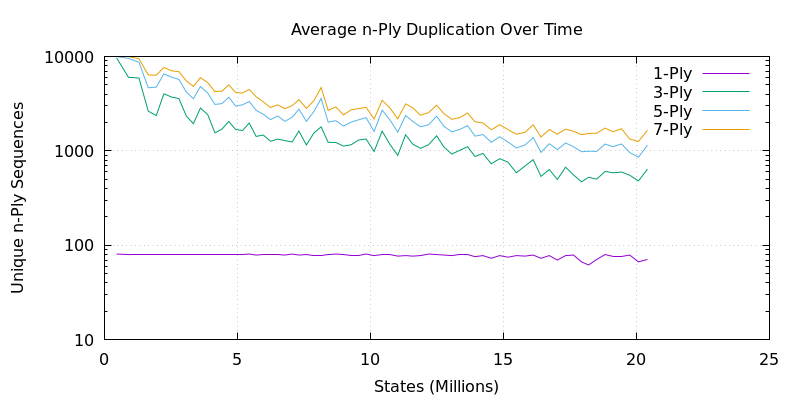 Average n-Ply Duplication Over Time
Unique n-Ply Sequences
10000
1000
100
10
0
5
10
15
20
25
States (Millions)
1-Ply
3-Ply
5-Ply
7-Ply